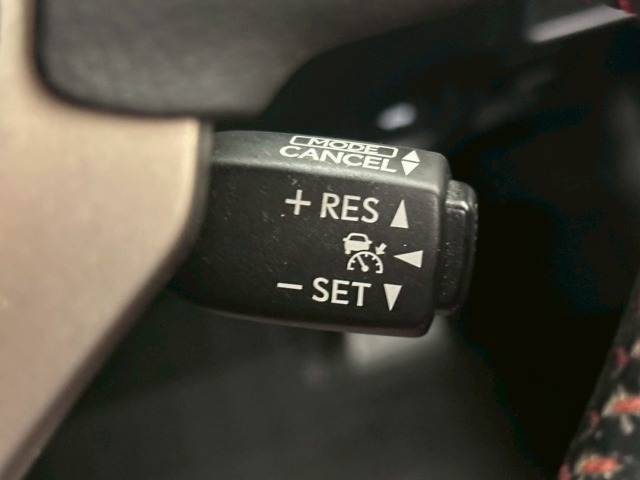 MODE
CANCEL
+ RES
- SET